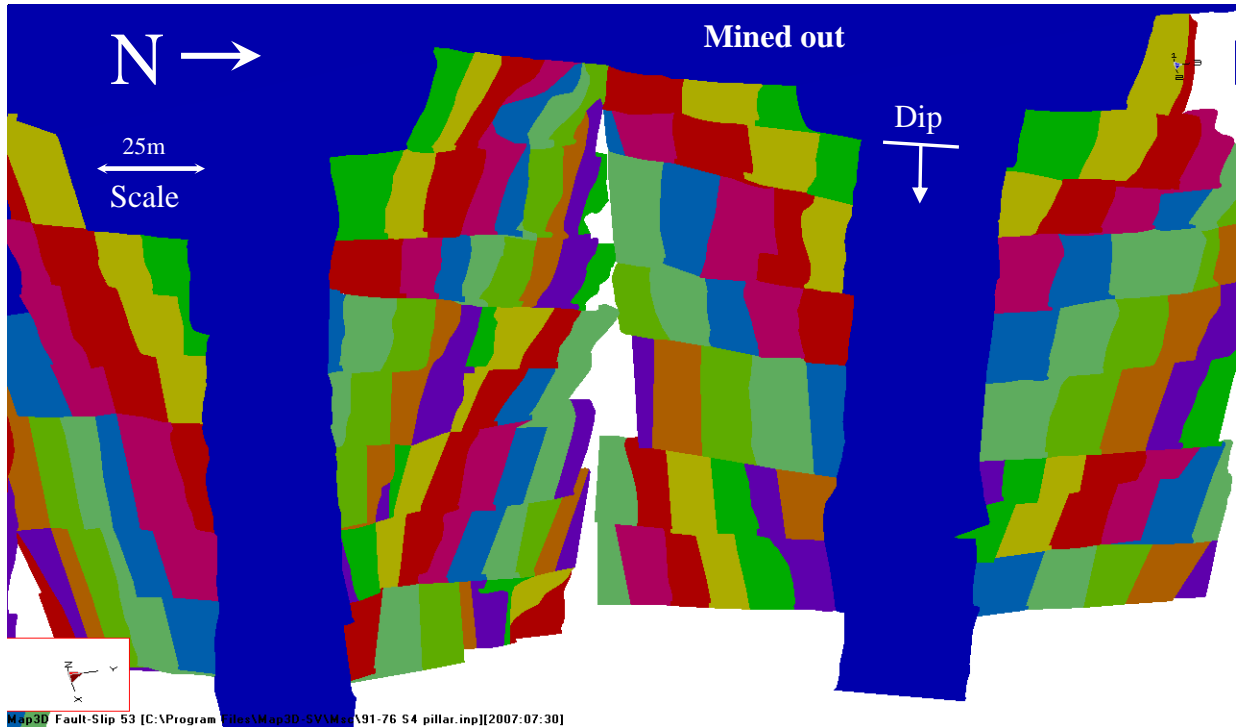 Mined out
N
Dip
25m
Scale
Z
Y
X
Map3D Fault-Slip 53 [C:\Program Files\Map3D-SV\Msc\91-76 S4 pillar.inp][2007:07:30]